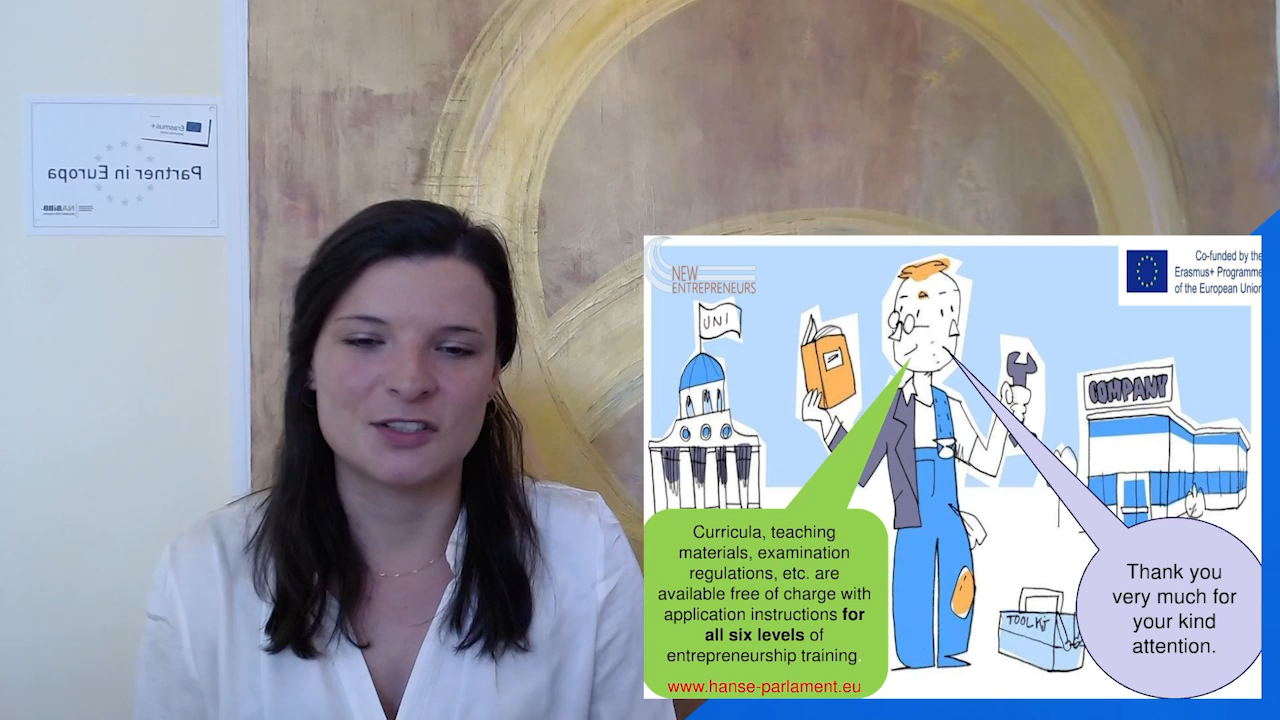 Erasmus+
Partner in Europa
NABIBB
NEW
ENTREPRENEURS
Co-funded by the
Erasmus+ Programme
of the European Union
UNI
COMPANY
TOOLKIT
Curricula, teaching
materials, examination
regulations, etc. are
available free of charge with
application instructions for
all six levels of
entrepreneurship training.
www.hanse-parlament.eu
Thank you
very much for
your kind
attention.